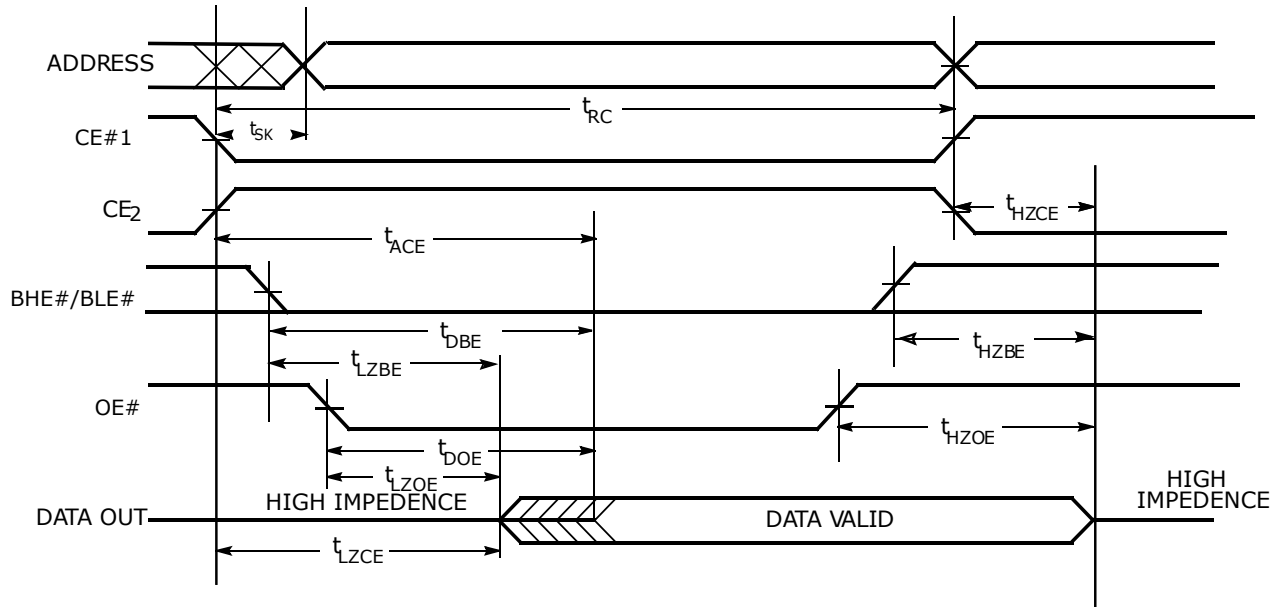 ADDRESS
tRC
tSK
CE#1
CE2
tHZCE
tACE
BHE#/BLE#
tDBE
tHZBE
tLZBE
OE#
tHZOE
tDOE
tLZOE
HIGH IMPEDENCE
HIGH
IMPEDENCE
DATA OUT
DATA VALID
tLZCE